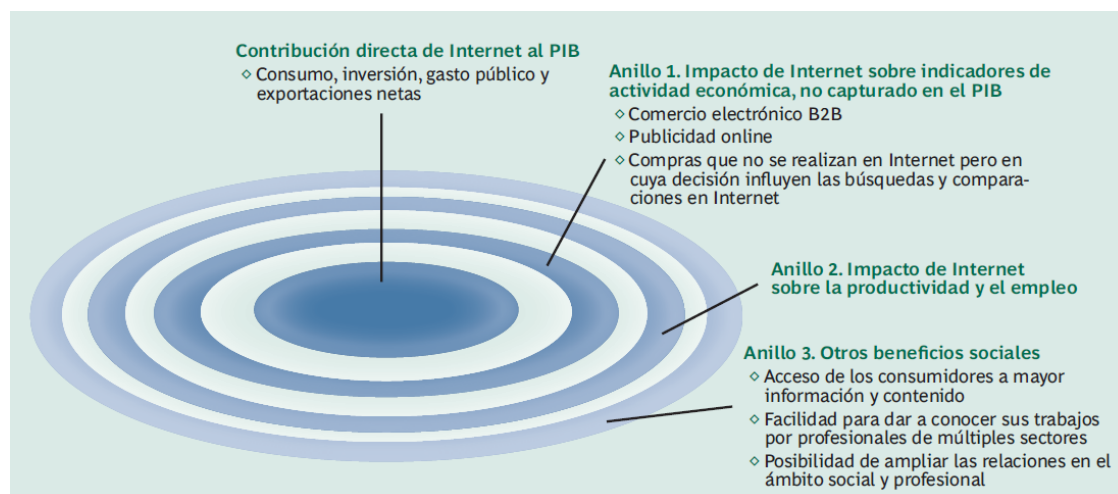 Contribución directa de Internet al PIB
◇ Consumo, inversión, gasto público y
exportaciones netas
Anillo 1. Impacto de Internet sobre indicadores de
actividad económica, no capturado en el PIB
◇ Comercio electrónico B2B
◇ Publicidad online
◇ Compras que no se realizan en Internet pero en
cuya decisión influyen las búsquedas y compara-
ciones en Internet
Anillo 2. Impacto de Internet
sobre la productividad y el empleo
Anillo 3. Otros beneficios sociales
◇ Acceso de los consumidores a mayor
información y contenido
◇ Facilidad para dar a conocer sus trabajos
por profesionales de múltiples sectores
◇ Posibilidad de ampliar las relaciones en el
ámbito social y profesional